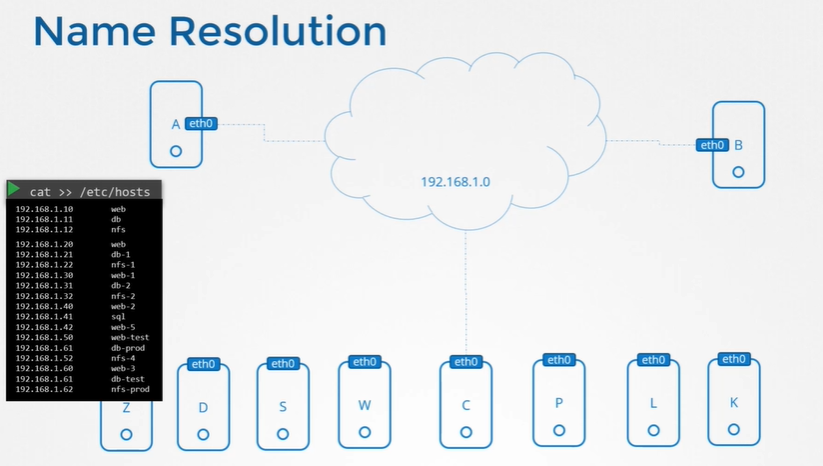 Name Resolution
A eth0
eth0 B
192.168.1.0
cat >> /etc/hosts
192.168.1.10 web
192.168.1.11 db
192.168.1.12 nfs
192.168.1.20 web
192.168.1.21 db-1
192.168.1.22 nfs-1
192.168.1.30 web-1
192.168.1.31 db-2
192.168.1.32 nfs-2
192.168.1.40 web-2
192.168.1.41 sql
192.168.1.42 web-5
192.168.1.50 web-test
192.168.1.61 db-prod
192.168.1.52 nfs-4
192.168.1.60 web-3
192.168.1.61 db-test
192.168.1.62 nfs-prod
eth0 eth0 eth0 eth0 eth0 eth0 eth0
Z D S W C P L K